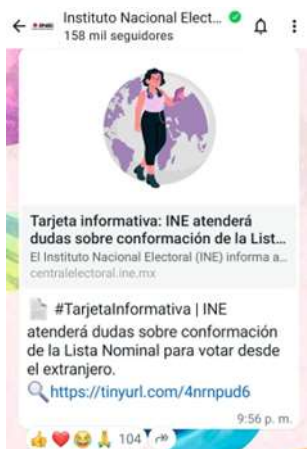 Instituto Nacional Elect...
158 mil seguidores
Tarjeta informativa: INE atenderá
dudas sobre conformación de la List...
El Instituto Nacional Electoral (INE) informa a...
centralelectoral.ine.mx
#TarjetaInformativa | INE
atenderá dudas sobre conformación
de la Lista Nominal para votar desde
el extranjero.
https://tinyurl.com/4nrnpud6
9:56 p. m.
104